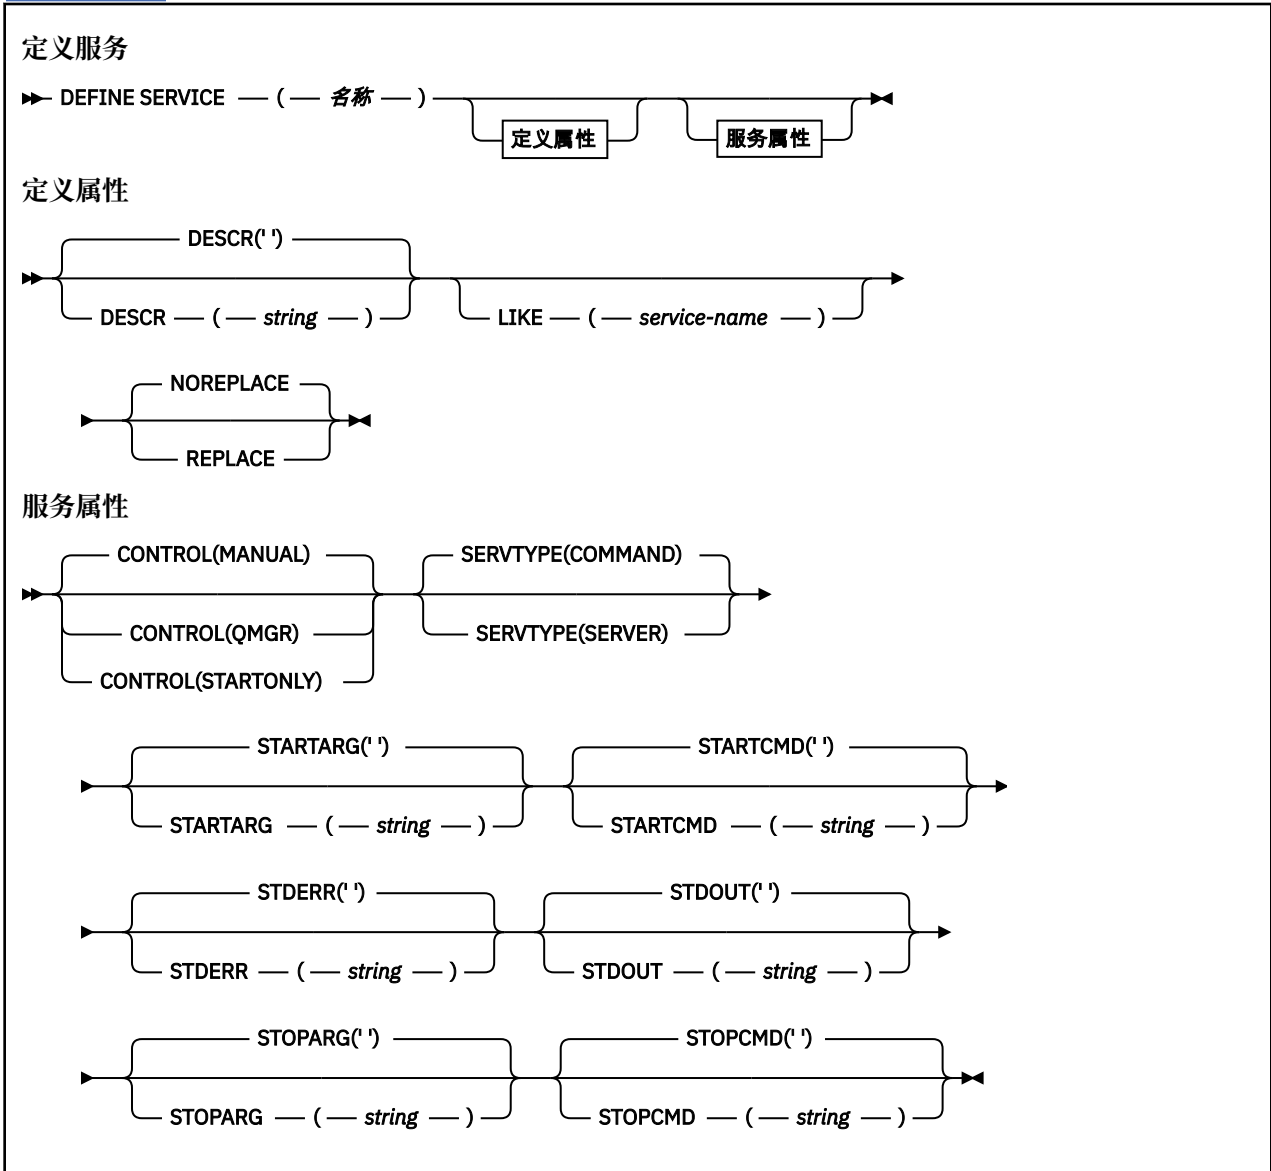 定义服务
DEFINE SERVICE ( 名称 )
定义属性 服务属性
定义属性
DESCR(' ')
DESCR ( string ) LIKE ( service-name )
NOREPLACE
REPLACE
服务属性
CONTROL(MANUAL) SERVTYPE(COMMAND)
CONTROL(QMGR) SERVTYPE(SERVER)
CONTROL(STARTONLY)
STARTARG(' ') STARTCMD(' ')
STARTARG ( string ) STARTCMD ( string )
STDERR(' ') STDOUT(' ')
STDERR ( string ) STDOUT ( string )
STOPARG(' ') STOPCMD(' ')
STOPARG ( string ) STOPCMD ( string )